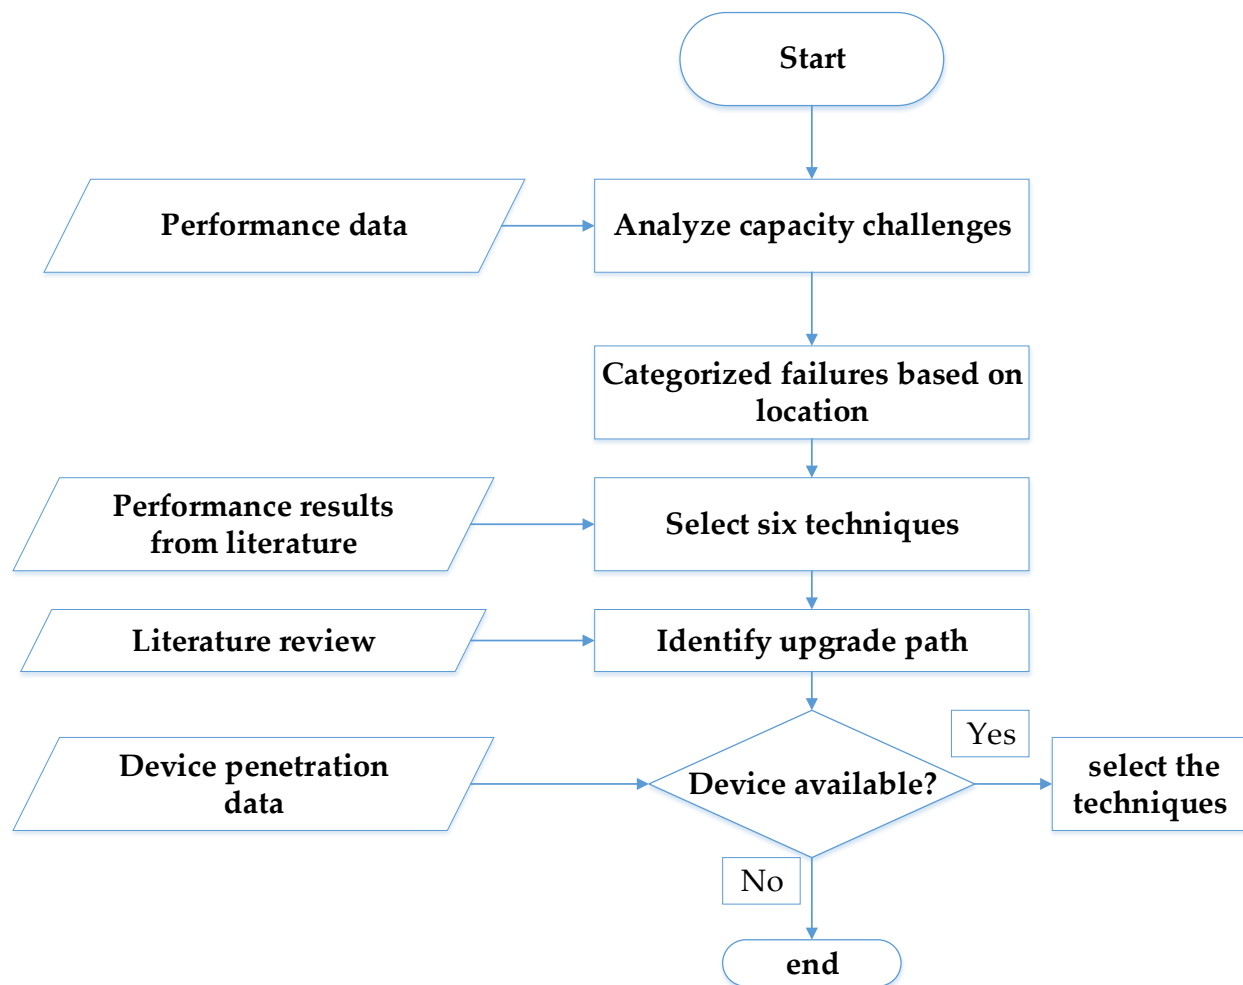 Start
Performance data
Analyze capacity challenges
Categorized failures based on
location
Performance results
from literature
Select six techniques
Literature review
Identify upgrade path
Device penetration
data
Device available?
Yes
select the
techniques
No
end